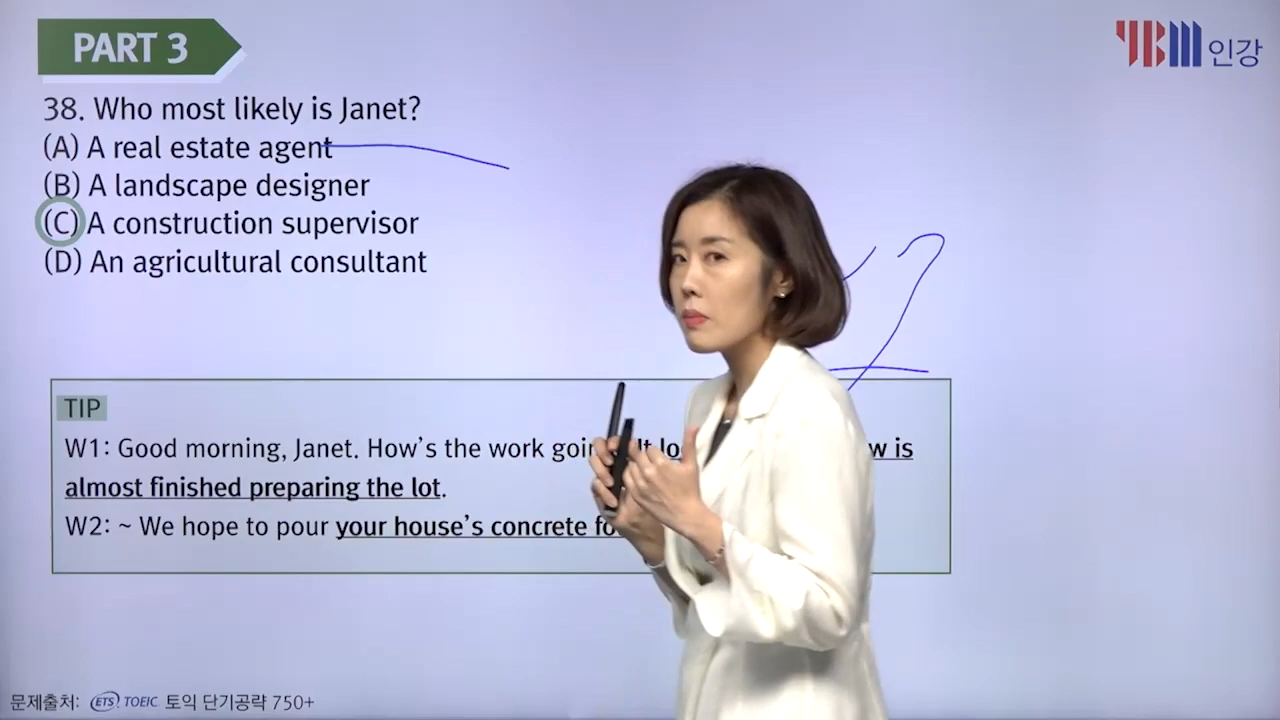 PART 3
YBM 인강
38. Who most likely is Janet?
(A) A real estate agent
(B) A landscape designer
(C) A construction supervisor
(D) An agricultural consultant
TIP
W1: Good morning, Janet. How's the work is
almost finished preparing the lot.
W2: ~ We hope to pour your house's concrete
문제출처: ETS TOEIC 토익 단기공략 750+